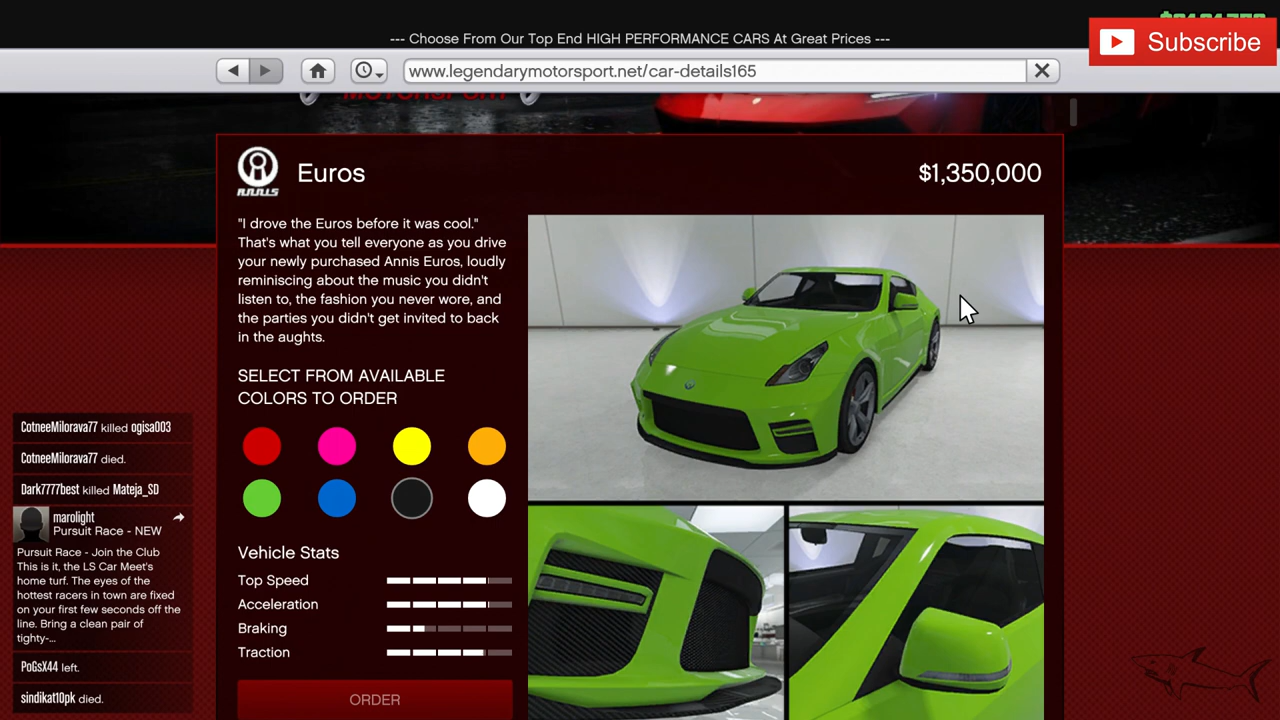 --- Choose From Our Top End HIGH PERFORMANCE CARS At Great Prices ---
Subscribe
www.legendarymotorsport.net/car-details165
MOTORSPORT
Euros
$1,350,000
ANNIS
"I drove the Euros before it was cool."
That's what you tell everyone as you drive
your newly purchased Annis Euros, loudly
reminiscing about the music you didn't
listen to, the fashion you never wore, and
the parties you didn't get invited to back
in the aughts.
SELECT FROM AVAILABLE
COLORS TO ORDER
Vehicle Stats
Top Speed
Acceleration
Braking
Traction
ORDER
CotneeMilorava77 killed ogisa003
CotneeMilorava77 died.
Dark7777best killed Mateja_SD
marolight
Pursuit Race - NEW
Pursuit Race - Join the Club
This is it, the LS Car Meet's
home turf. The eyes of the
hottest racers in town are fixed
on your first few seconds off the
line. Bring a clean pair of
tighty-...
PoGsX44 left.
sindikat10pk died.